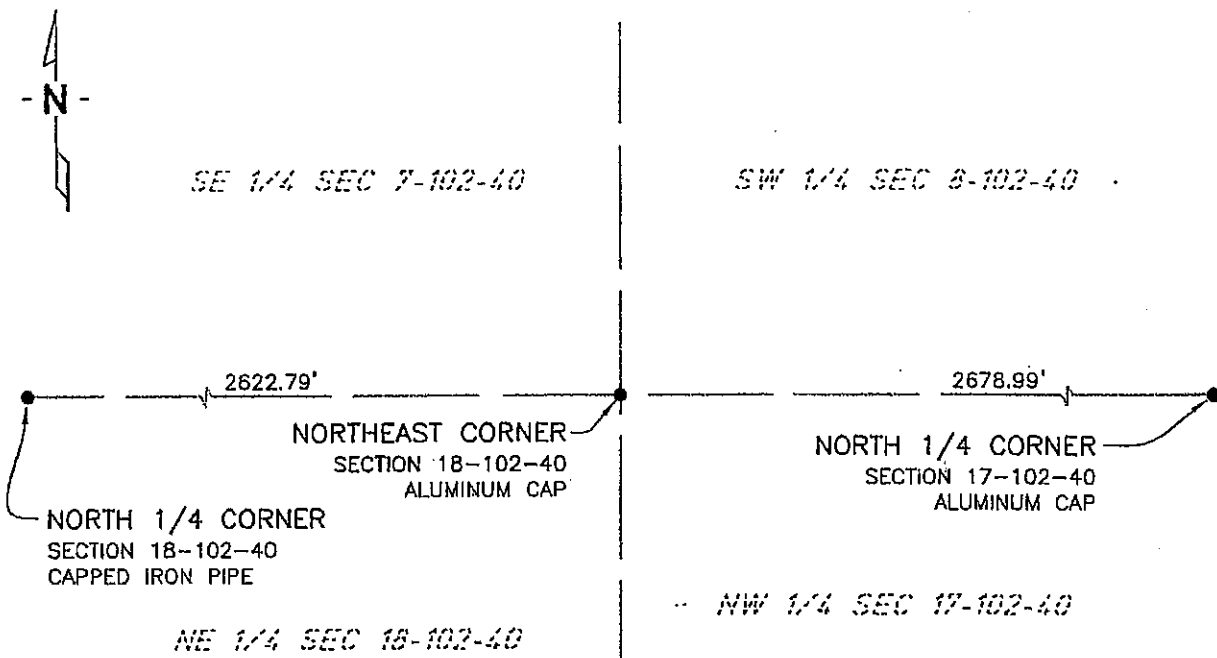 - N -
SE 1/4 SEC 7-102-40
SW 1/4 SEC 8-102-40
2622.79'
2678.99'
NORTHEAST CORNER
SECTION 18-102-40
ALUMINUM CAP
NORTH 1/4 CORNER
SECTION 17-102-40
ALUMINUM CAP
NORTH 1/4 CORNER
SECTION 18-102-40
CAPPED IRON PIPE
NW 1/4 SEC 17-102-40
NE 1/4 SEC 18-102-40